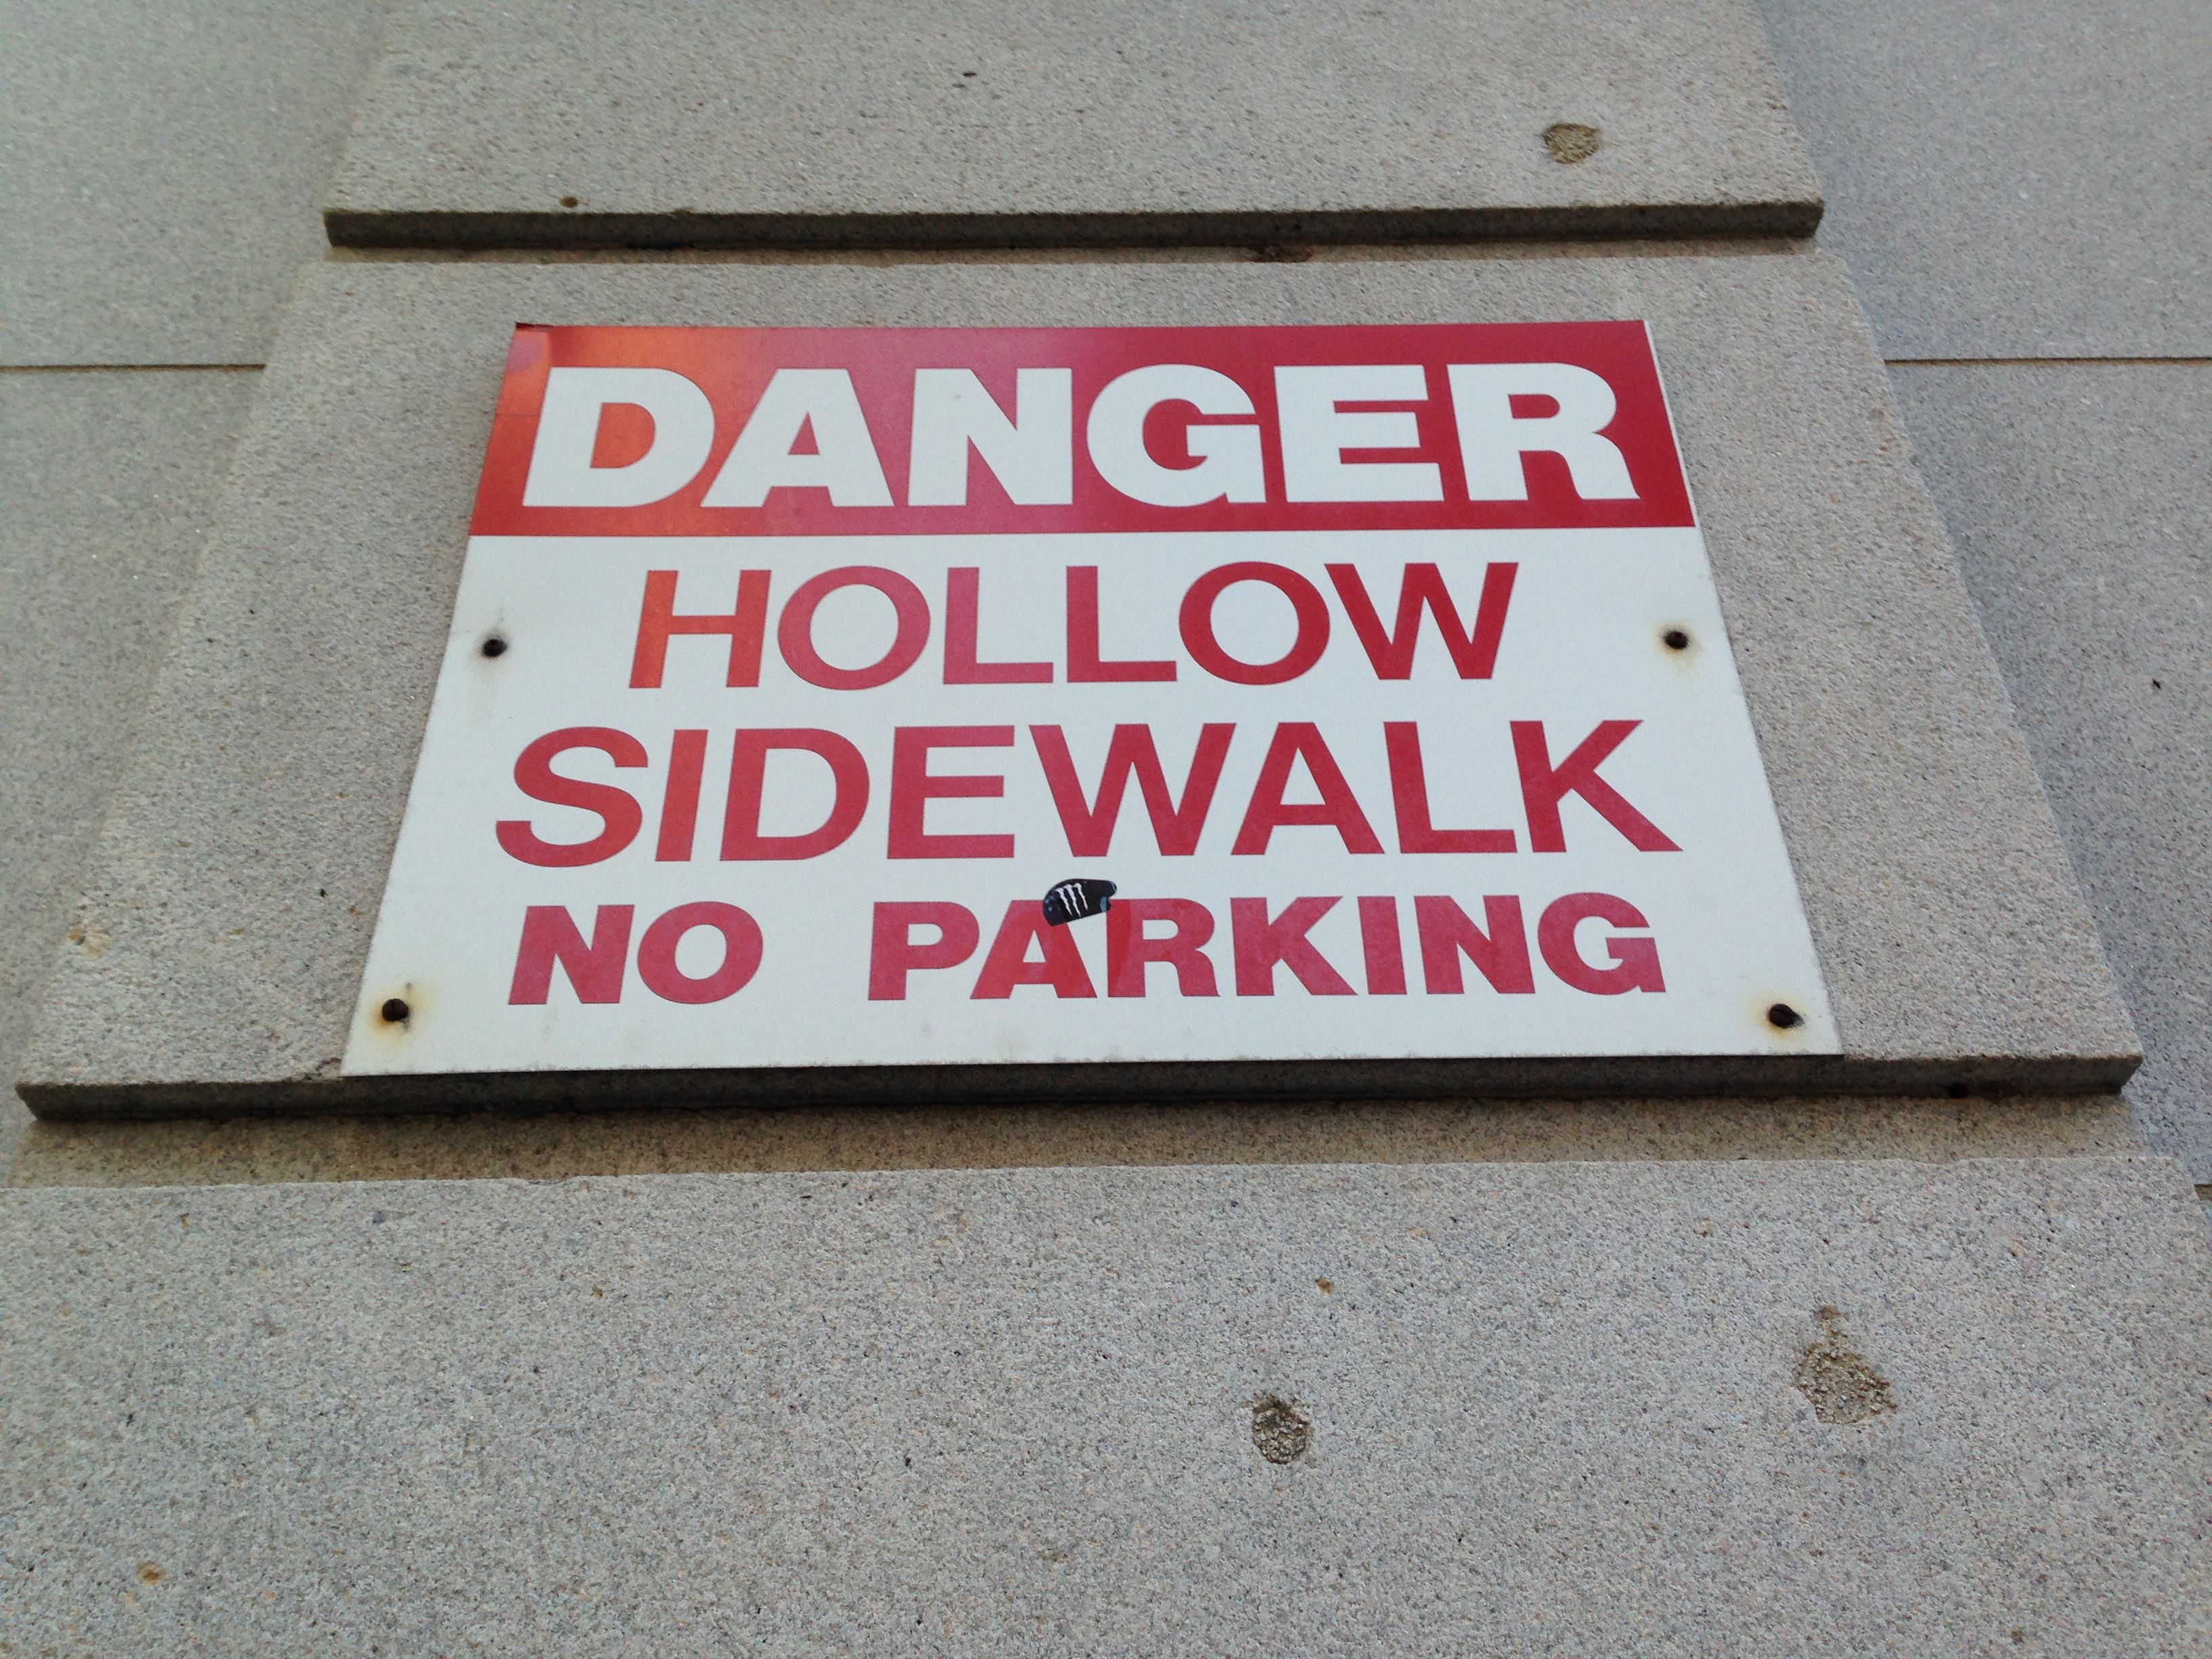 DANGER
HOLLOW
SIDEWALK
NO PARKING